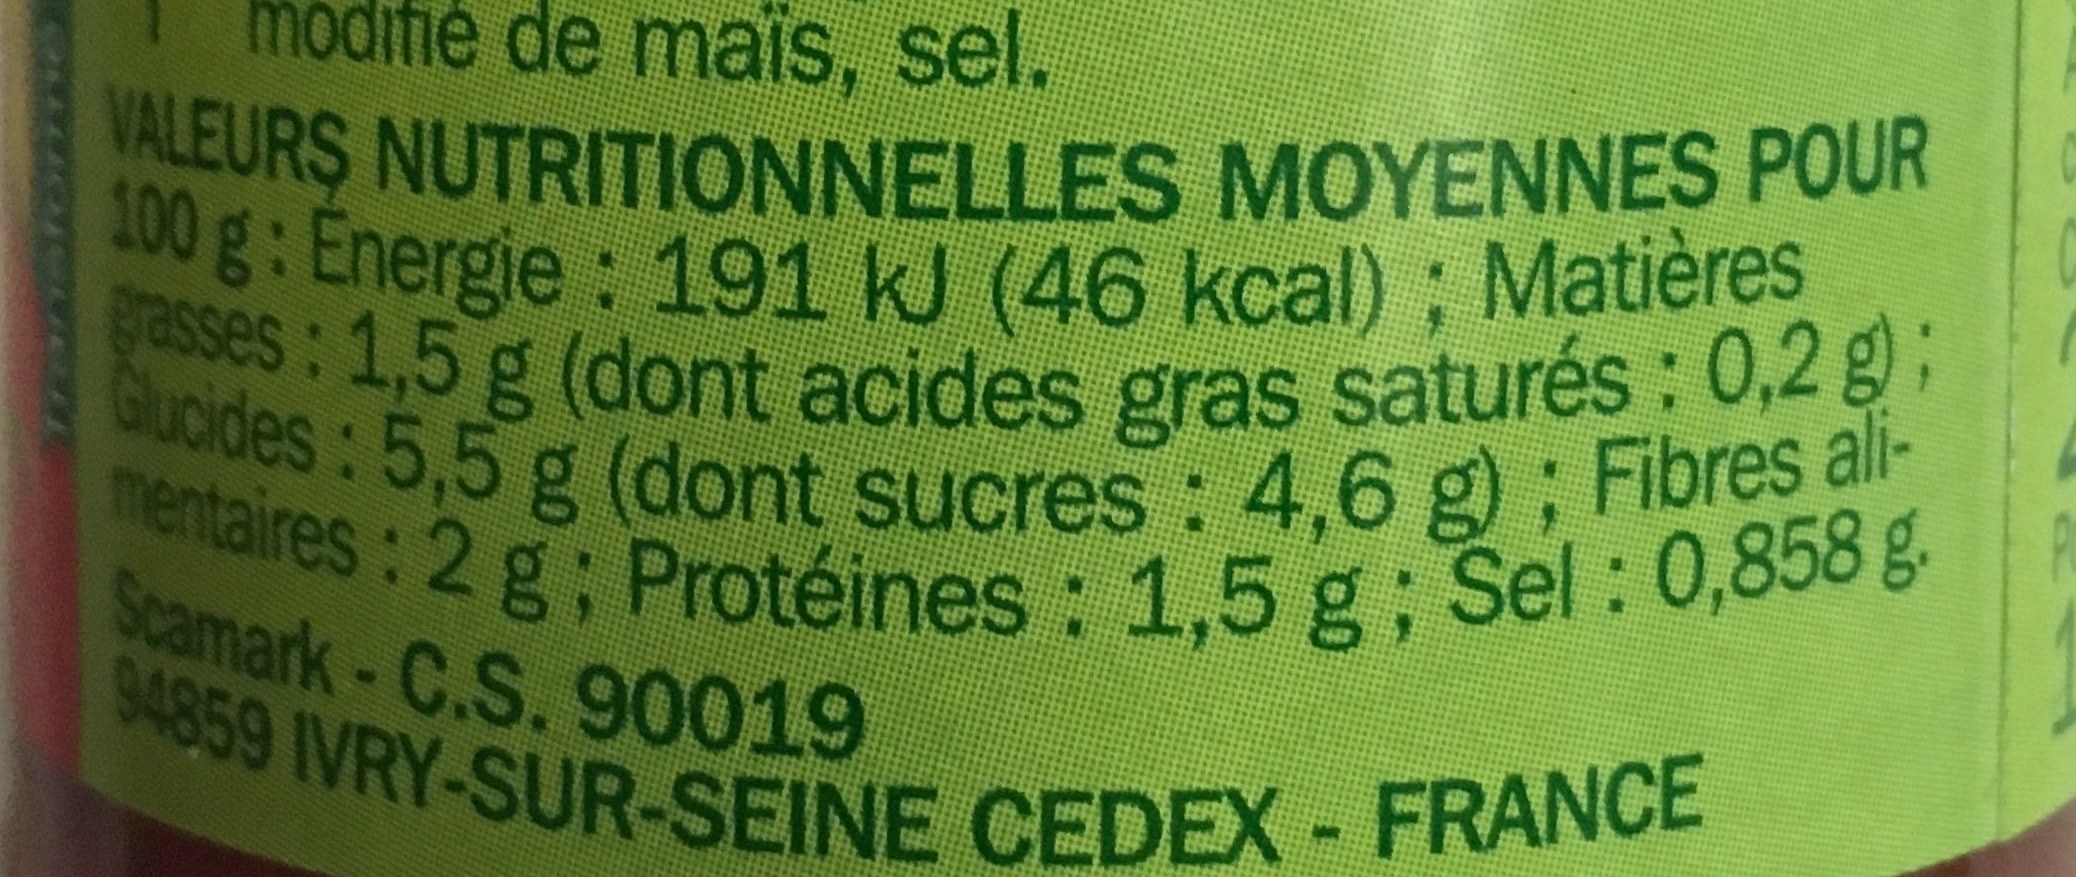 modifié de maïs, sel.
VALEURS NUTRITIONNELLES MOYENNES POUR
100 g : Énergie : 191 kJ (46 kcal) ; Matières
grasses : 1,5 g (dont acides gras saturés : 0,2 g) ;
Glucides : 5,5 g (dont sucres : 4,6 g) ; Fibres ali-
mentaires : 2 g ; Protéines : 1,5 g ; Sel : 0,858 g.
Scamark - C.S. 90019
94859 IVRY-SUR-SEINE CEDEX - FRANCE